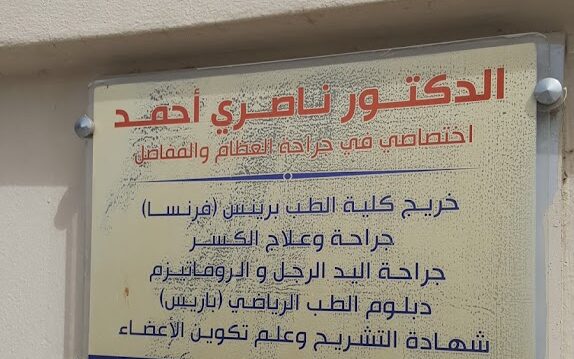 الدكتور ناصري أحمد
اختصاصي في جراحة العظام والمفاصل
خريج كلية الطب برينس (فرنسا)
جراحة وعلاج الكسر
جراحة اليد الرجل و الروماتيزم
دبلوم الطب الرياضي (باريس)
شهادة التشريح وعلم تكوين الأعضاء